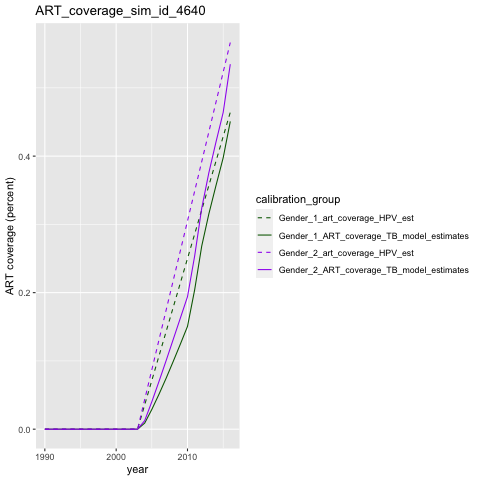 ART_coverage_sim_id_4640
ART coverage (percent)
0.4
0.2
0.0
1990
2000
2010
year
calibration_group
Gender_1_art_coverage_HPV_est
Gender_1_ART_coverage_TB_model_estimates
Gender_2_art_coverage_HPV_est
Gender_2_ART_coverage_TB_model_estimates